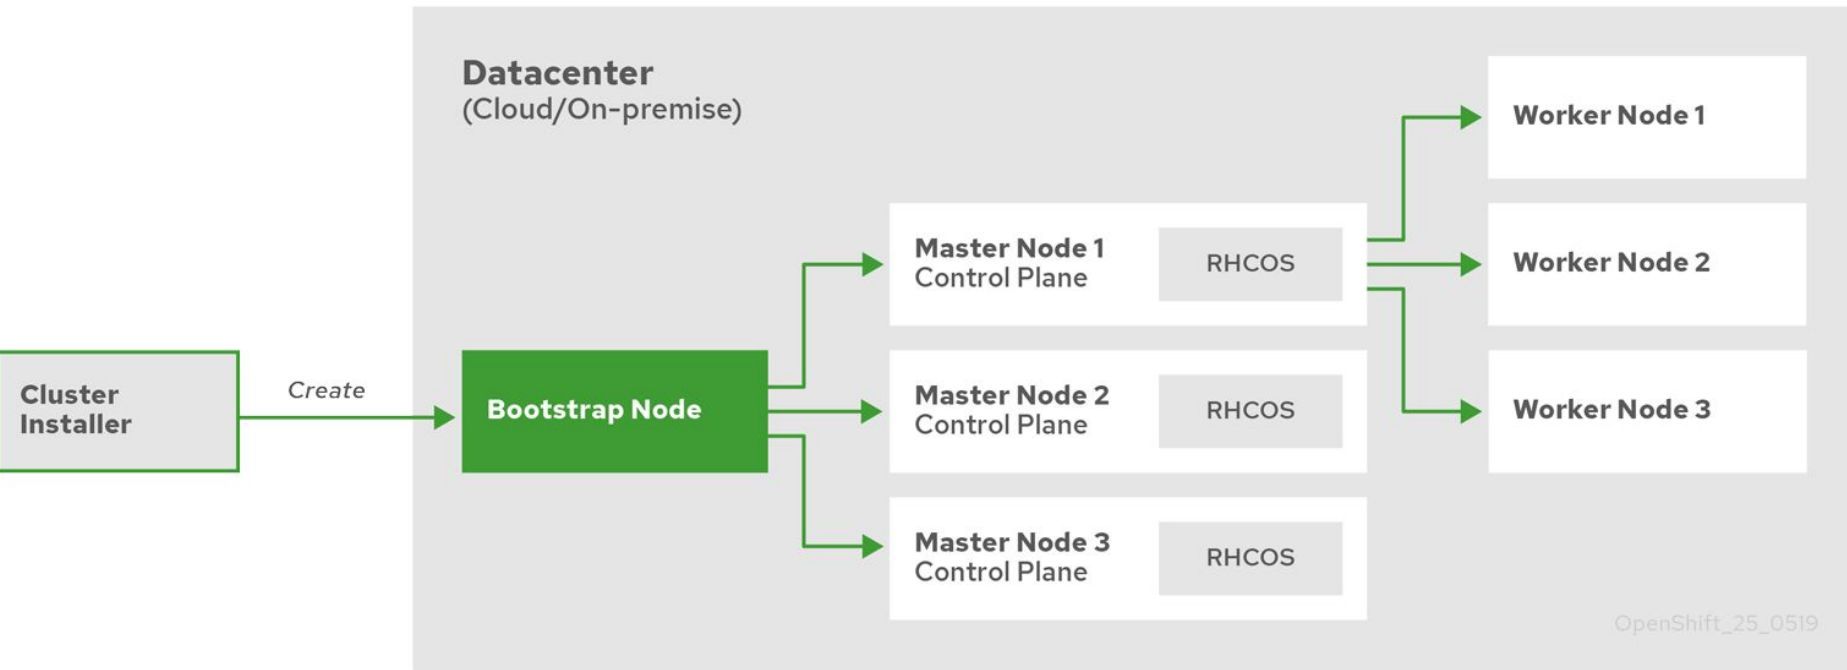 Datacenter
(Cloud/On-premise)
Cluster
Installer
Create
Bootstrap Node
Master Node 1
Control Plane
RHCOS
Master Node 2
Control Plane
RHCOS
Master Node 3
Control Plane
RHCOS
Worker Node 1
Worker Node 2
Worker Node 3
OpenShift_25_0519